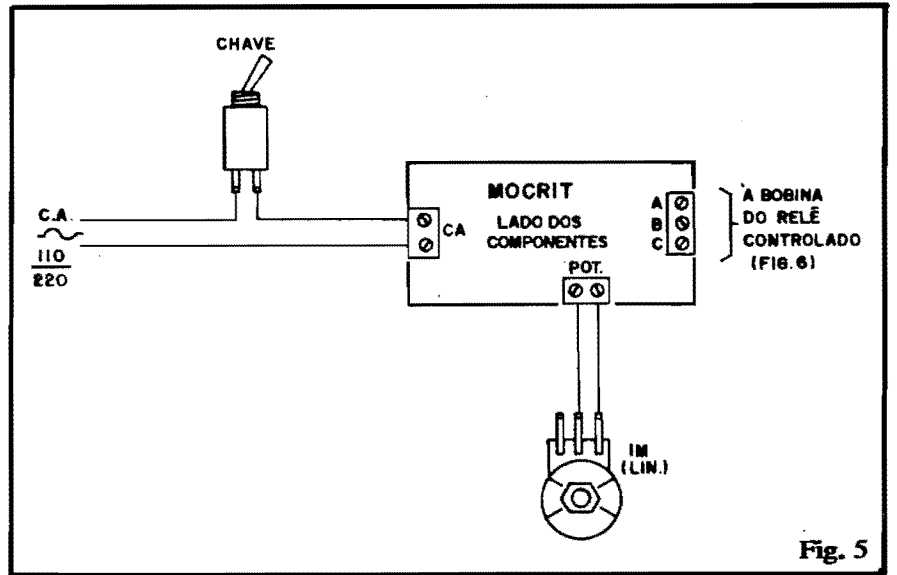 CHAVE
C.A.
110
220
MOCRIT
LADO DOS
COMPONENTES
CA
POT.
A
B
C
À BOBINA
DO RELÊ
CONTROLADO
(FIG.6)
1M
(LIN.)
Fig. 5